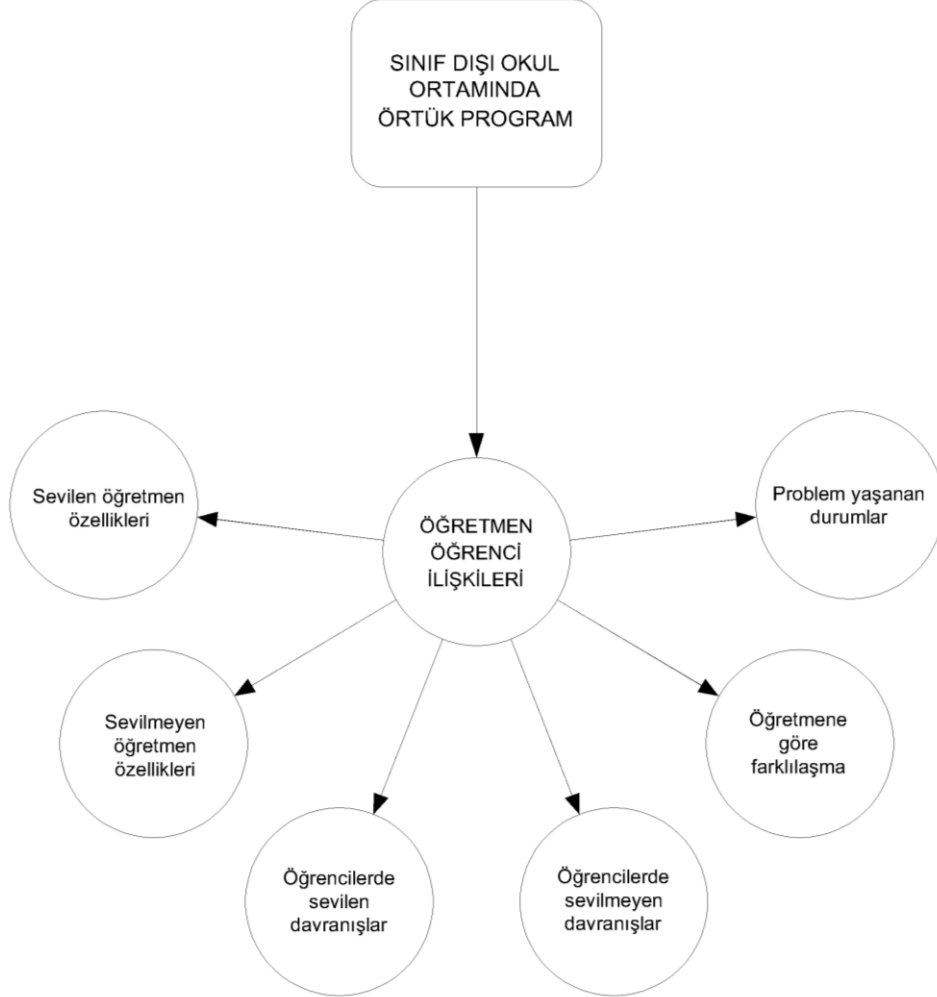 SINIF DIŞI OKUL
ORTAMINDA
ÖRTÜK PROGRAM
Sevilen öğretmen
özellikleri
ÖĞRETMEN
ÖĞRENCİ
İLİŞKİLERİ
Problem yaşanan
durumlar
Sevilmeyen
öğretmen
özellikleri
Öğretmene
göre
farklılaşma
Öğrencilerde
sevilen
davranışlar
Öğrencilerde
sevilmeyen
davranışlar